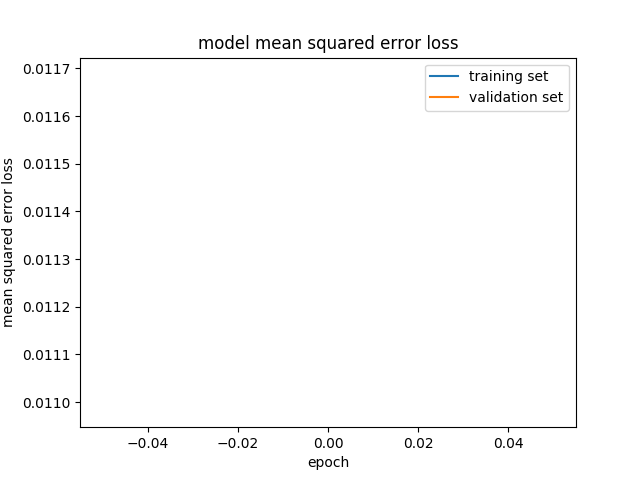 model mean squared error loss
training set
validation set
mean squared error loss
0.0117
0.0116
0.0115
0.0114
0.0113
0.0112
0.0111
0.0110
−0.04 −0.02 0.00 0.02 0.04
epoch